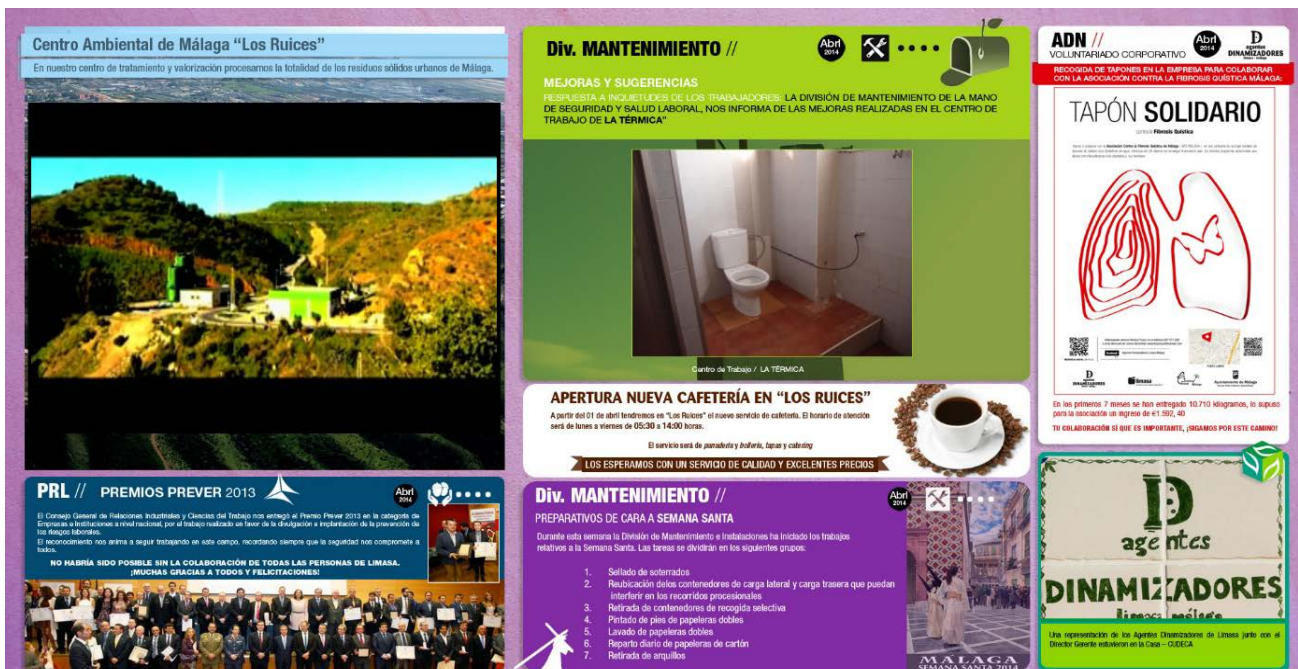 Centro Ambiental de Málaga “Los Ruices”
En nuestro centro de tratamiento y valorización procesamos la totalidad de los residuos sólidos urbanos de Málaga.
PRL // PREMIOS PREVER 2013
Abrl
2014
El Consejo General de Relaciones Industriales y Ciencias del Trabajo nos entregó el Premio Prever 2013 en la categoría de
Empresas e Instituciones a nivel nacional, por el trabajo realizado en favor de la divulgación e implantación de la prevención de
los riesgos laborales.
El reconocimiento nos anima a seguir trabajando en este campo, recordando siempre que la seguridad nos compromete a
todos.
NO HABRÍA SIDO POSIBLE SIN LA COLABORACIÓN DE TODAS LAS PERSONAS DE LIMASA.
¡MUCHAS GRACIAS A TODOS Y FELICITACIONES!
Div. MANTENIMIENTO //
Abrl
2014
MEJORAS Y SUGERENCIAS
RESPUESTA A INQUIETUDES DE LOS TRABAJADORES: LA DIVISIÓN DE MANTENIMIENTO DE LA MANO
DE SEGURIDAD Y SALUD LABORAL, NOS INFORMA DE LAS MEJORAS REALIZADAS EN EL CENTRO DE
TRABAJO DE LA TÉRMICA”
Centro de Trabajo / LA TÉRMICA
APERTURA NUEVA CAFETERÍA EN “LOS RUICES”
A partir del 01 de abril tendremos en “Los Ruices” el nuevo servicio de cafetería. El horario de atención
será de lunes a viernes de 05:30 a 14:00 horas.
El servicio será de panadería y bollería, tapas y catering
LOS ESPERAMOS CON UN SERVICIO DE CALIDAD Y EXCELENTES PRECIOS
Div. MANTENIMIENTO //
Abrl
2014
PREPARATIVOS DE CARA A SEMANA SANTA
Durante esta semana la División de Mantenimiento e Instalaciones ha iniciado los trabajos
relativos a la Semana Santa. Las tareas se dividirán en los siguientes grupos:
1. Sellado de soterrados
2. Reubicación delos contenedores de carga lateral y carga trasera que puedan
interferir en los recorridos procesionales
3. Retirada de contenedores de recogida selectiva
4. Pintado de pies de papeleras dobles
5. Lavado de papeleras dobles
6. Reparto diario de papeleras de cartón
7. Retirada de arquillos
MÁLAGA
SEMANA SANTA 2014
ADN //
VOLUNTARIADO CORPORATIVO
Abrl
2014
D
agentes
DINAMIZADORES
RECOGIDA DE TAPONES EN LA EMPRESA PARA COLABORAR
CON LA ASOCIACIÓN CONTRA LA FIBROSIS QUÍSTICA MÁLAGA:
TAPÓN SOLIDARIO
contra la Fibrosis Quística
D
agentes
DINAMIZADORES
limasa
Ayuntamiento de Málaga
En los primeros 7 meses se han entregado 10.710 kilogramos, lo supuso
para la asociación un ingreso de €1.592, 40
TU COLABORACIÓN SÍ QUE ES IMPORTANTE, ¡SIGAMOS POR ESTE CAMINO!
D
agentes
DINAMIZADORES
limasa málaga
Una representación de los Agentes Dinamizadores de Limasa junto con el
Director Gerente estuvieron en la Casa – CUDECA